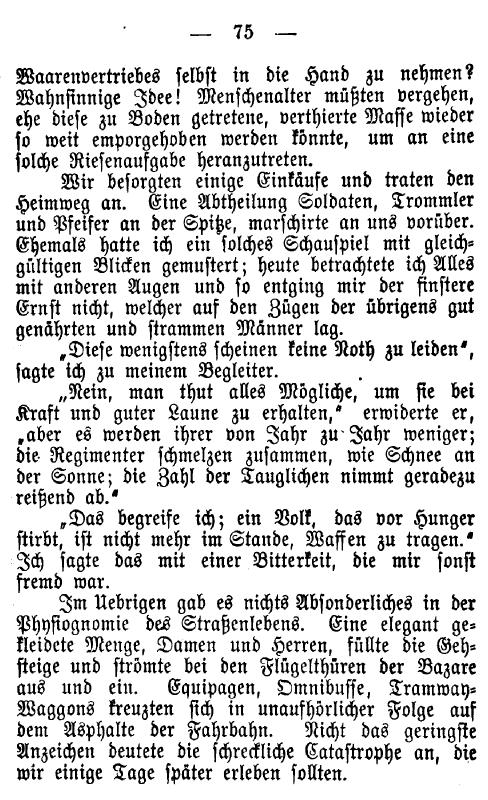 — 75 —
Waarenvertriebes selbst in die Hand zu nehmen?
Wahnsinnige Idee! Menschenalter müßten vergehen,
ehe diese zu Boden getretene, verthierte Masse wieder
so weit emporgehoben werden könnte, um an eine
solche Riesenaufgabe heranzutreten.
Wir besorgten einige Einkäufe und traten den
Heimweg an. Eine Abtheilung Soldaten, Trommler
und Pfeifer an der Spitze, marschirte an uns vorüber.
Ehemals hatte ich ein solches Schauspiel mit gleich-
gültigen Blicken gemustert; heute betrachtete ich Alles
mit anderen Augen und so entging mir der finstere
Ernst nicht, welcher auf den Zügen der übrigens gut
genährten und strammen Männer lag.
„Diese wenigstens scheinen keine Noth zu leiden“,
sagte ich zu meinem Begleiter.
„Nein, man thut alles Mögliche, um sie bei
Kraft und guter Laune zu erhalten,“ erwiderte er,
„aber es werden ihrer von Jahr zu Jahr weniger;
die Regimenter schmelzen zusammen, wie Schnee an
der Sonne; die Zahl der Tauglichen nimmt geradezu
reißend ab.“
„Das begreife ich; ein Volk, das vor Hunger
stirbt, ist nicht mehr im Stande, Waffen zu tragen.“
Ich sagte das mit einer Bitterkeit, die mir sonst
fremd war.
Im Uebrigen gab es nichts Absonderliches in der
Physiognomie des Straßenlebens. Eine elegant ge-
kleidete Menge, Damen und Herren, füllte die Geh-
steige und strömte bei den Flügelthüren der Bazare
aus und ein. Equipagen, Omnibusse, Tramway-
Waggons kreuzten sich in unaufhörlicher Folge auf
dem Asphalte der Fahrbahn. Nicht das geringste
Anzeichen deutete die schreckliche Catastrophe an, die
wir einige Tage später erleben sollten.